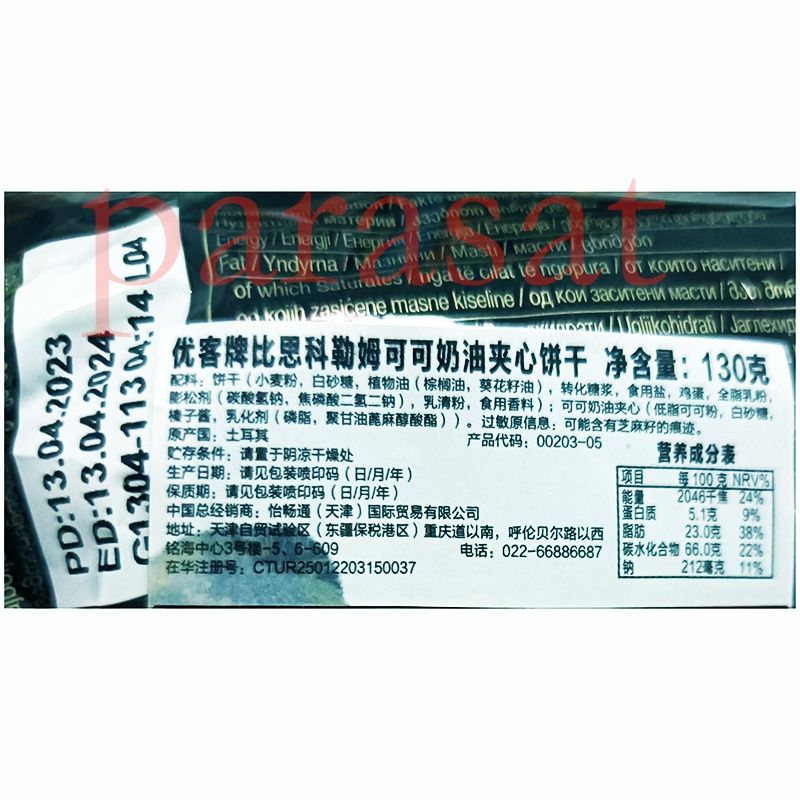 parasat
Energy / Energji / Енергия
Fat / Yndyrna / Мазнини / Masti / масти
of which Saturates / nga të cilat të ngopura / от които наситени /
od kojih zasićene masne kiseline / од кои заситени масти /
Ugljikohidrati /
PD:13.04.2023
ED:13.04.2024
G1304-113 04:14 L04
优客牌比思科勒姆可可奶油夹心饼干 净含量：130克
配料：饼干（小麦粉，白砂糖，植物油（棕榈油，葵花籽油），转化糖浆，食用盐，鸡蛋，全脂乳粉，
膨松剂（碳酸氢钠，焦磷酸二氢二钠），乳清粉，食用香料）；可可奶油夹心（低脂可可粉，白砂糖，
榛子酱，乳化剂（磷脂，聚甘油蓖麻醇酸酯））。过敏原信息：可能含有芝麻籽的痕迹。
原产国：土耳其 产品代码：00203-05
贮存条件：请置于阴凉干燥处
生产日期：请见包装喷印码（日/月/年）
保质期：请见包装喷印码（日/月/年）
中国总经销商：怡畅通（天津）国际贸易有限公司
地址：天津自贸试验区（东疆保税港区）重庆道以南，呼伦贝尔路以西
铭海中心3号楼-5、6-609 电话：022-66886687
在华注册号：CTUR25012203150037
营养成分表
项目 每100克 NRV%
能量 2046千焦 24%
蛋白质 5.1克 9%
脂肪 23.0克 38%
碳水化合物 66.0克 22%
钠 212毫克 11%